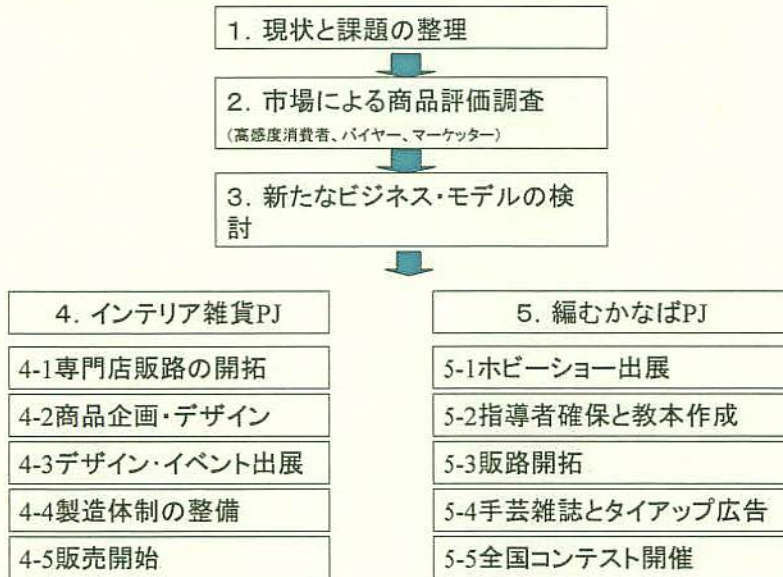 1. 現状と課題の整理
2. 市場による商品評価調査
(高感度消費者、バイヤー、マーケッター)
3. 新たなビジネス・モデルの検
討
4. インテリア雑貨PJ
4-1専門店販路の開拓
4-2商品企画・デザイン
4-3デザイン・イベント出展
4-4製造体制の整備
4-5販売開始
5. 編むかなばPJ
5-1ホビーショー出展
5-2指導者確保と教本作成
5-3販路開拓
5-4手芸雑誌とタイアップ広告
5-5全国コンテスト開催